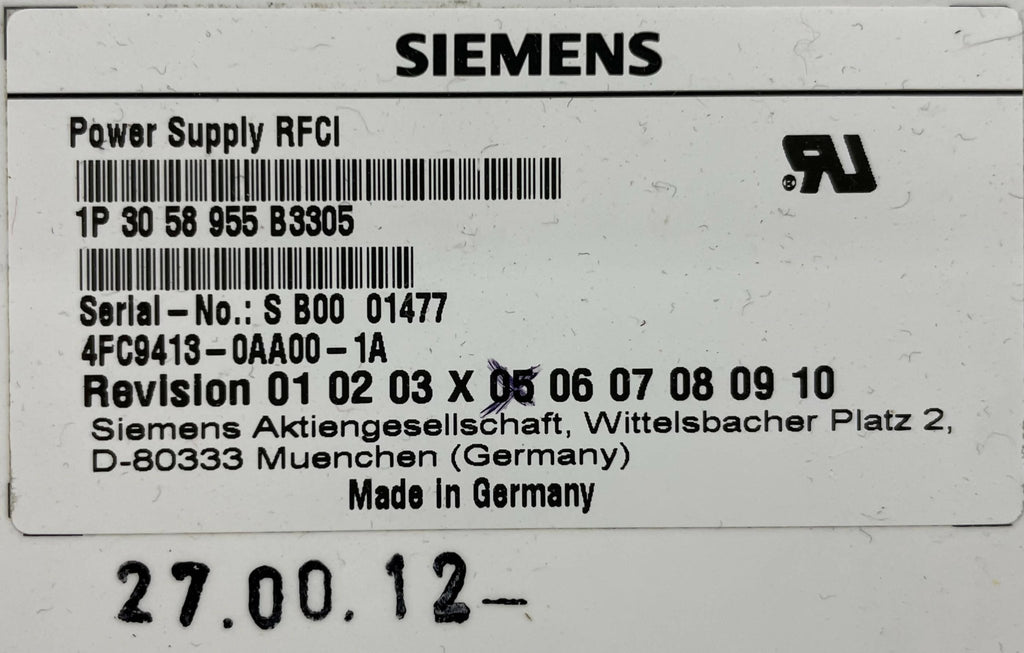 SIEMENS
Power Supply RFCI
1P 30 58 955 B3305
Serial-No.: S B00 01477
4FC9413-0AA00-1A
Revision 01 02 03 X 05 06 07 08 09 10
Siemens Aktiengesellschaft, Wittelsbacher Platz 2,
D-80333 Muenchen (Germany)
Made in Germany
27.00.12-